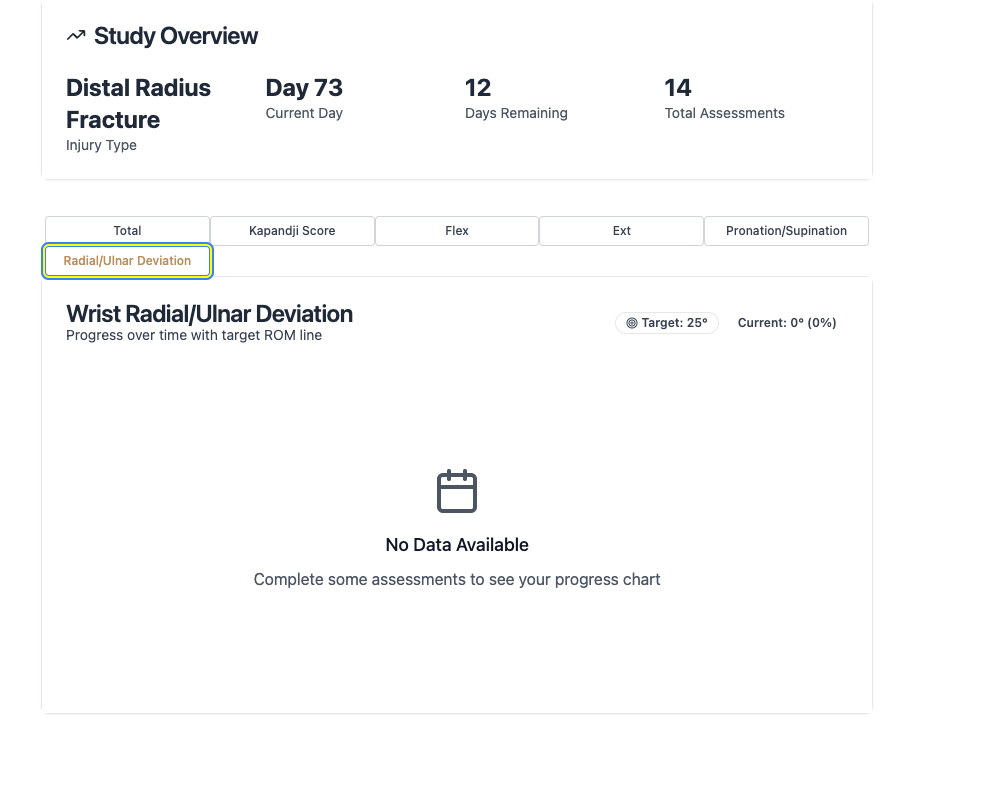 Study Overview
Distal Radius Fracture
Injury Type
Day 73
Current Day
12
Days Remaining
14
Total Assessments
Total
Kapandji Score
Flex
Ext
Pronation/Supination
Radial/Ulnar Deviation
Wrist Radial/Ulnar Deviation
Progress over time with target ROM line
Target: 25°
Current: 0° (0%)
No Data Available
Complete some assessments to see your progress chart